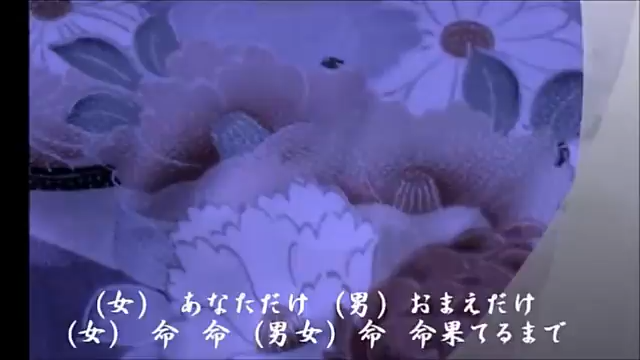 (女) あなただけ (男) おまえだけ
(女) 命 命 (男女) 命 命果てるまで